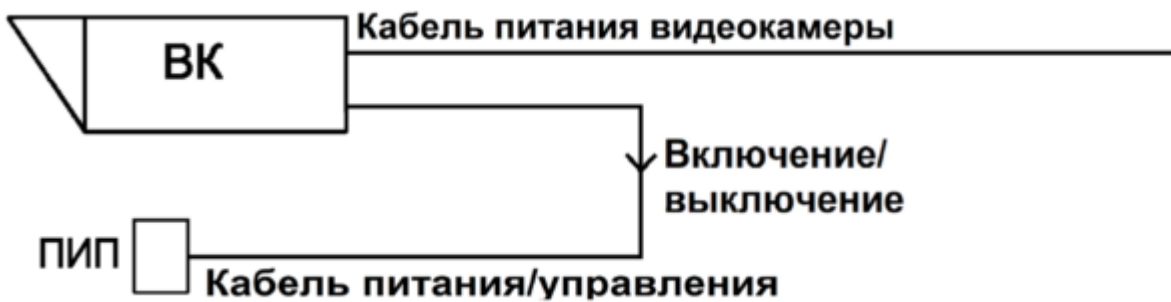 Кабель питания видеокамеры
ВК
Включение/
выключение
ПИП
Кабель питания/управления